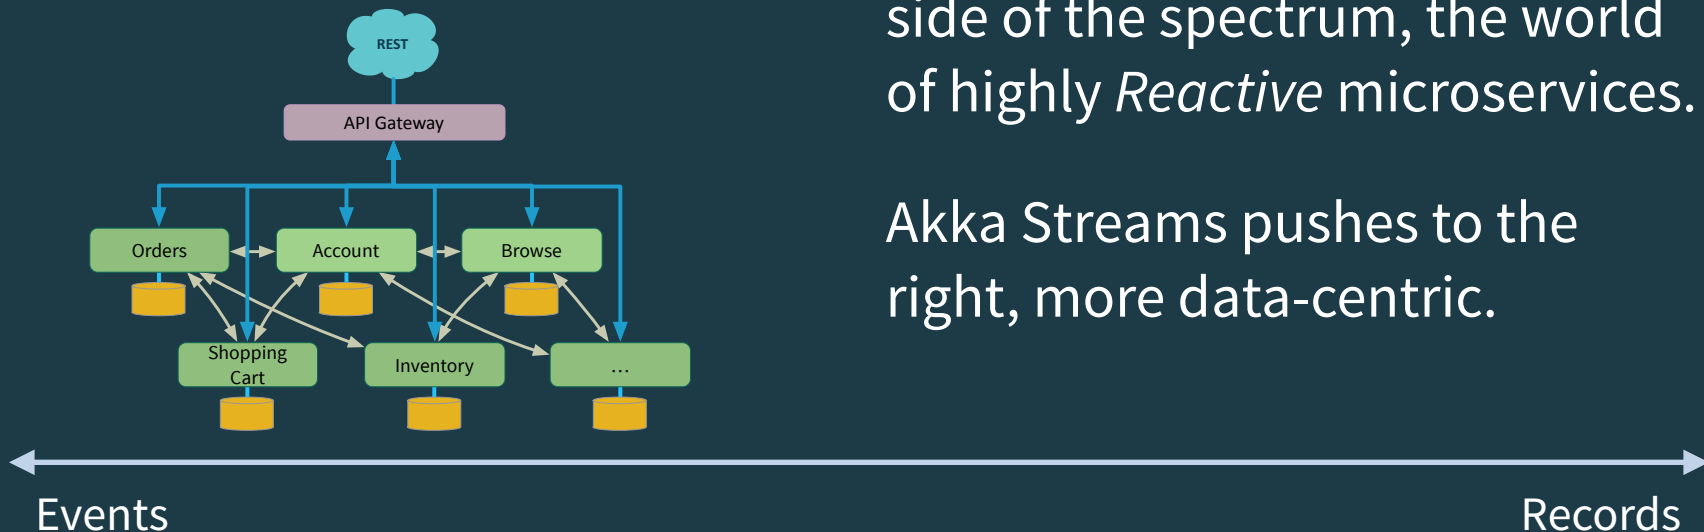 REST
API Gateway
Orders
Account
Browse
Shopping
Cart
Inventory
...
side of the spectrum, the world
of highly Reactive microservices.
Akka Streams pushes to the
right, more data-centric.
Events
Records